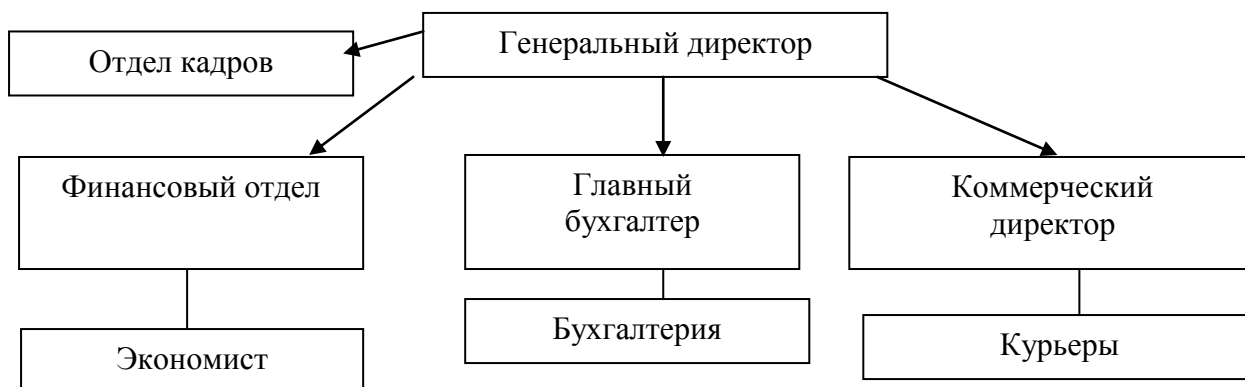 Генеральный директор
Отдел кадров
Финансовый отдел
Главный
бухгалтер
Коммерческий
директор
Экономист
Бухгалтерия
Курьеры